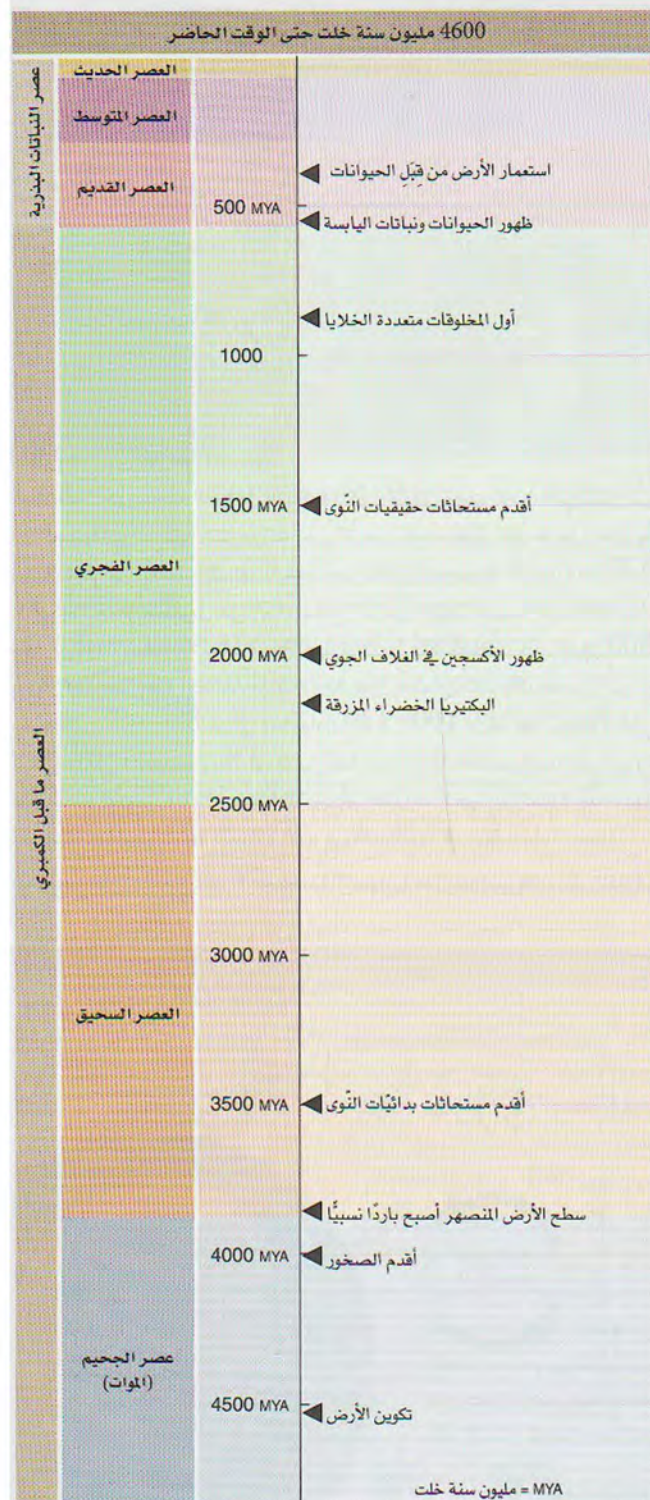 4600 مليون سنة خلت حتى الوقت الحاضر
عصر النباتات البذرية
العصر الحديث
العصر المتوسط
استعمار الأرض من قِبَلِ الحيوانات
العصر القديم
500 MYA
ظهور الحيوانات ونباتات اليابسة
أول المخلوقات متعددة الخلايا
1000
1500 MYA
أقدم مستحاثات حقيقيات النّوى
العصر الفجري
2000 MYA
ظهور الأكسجين في الغلاف الجوي
البكتيريا الخضراء المزرقة
العصر ما قبل الكمبري
2500 MYA
3000 MYA
العصر السحيق
3500 MYA
أقدم مستحاثات بدائيّات النّوى
سطح الأرض المنصهر أصبح باردًا نسبيًّا
4000 MYA
أقدم الصخور
عصر الجحيم
(الموات)
4500 MYA
تكوين الأرض
MYA = مليون سنة خلت